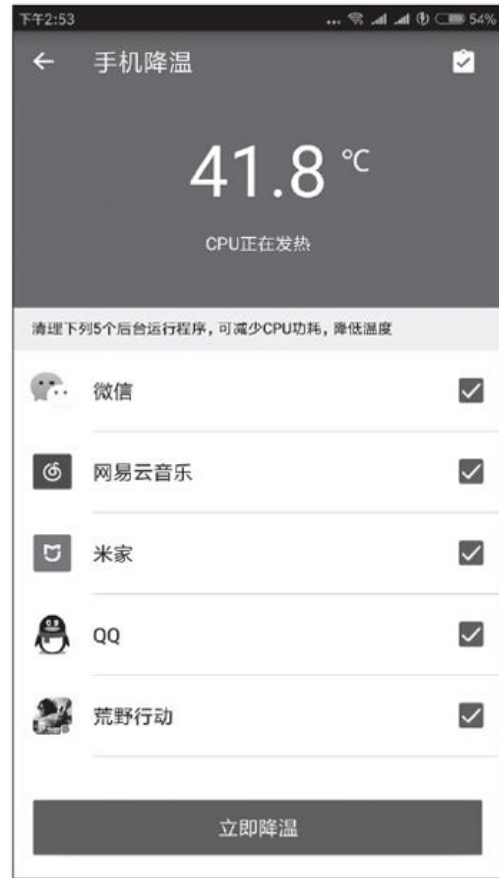 下午2:53 ... 54%
手机降温
41.8 ℃
CPU正在发热
清理下列5个后台运行程序，可减少CPU功耗，降低温度
微信
网易云音乐
米家
QQ
荒野行动
立即降温